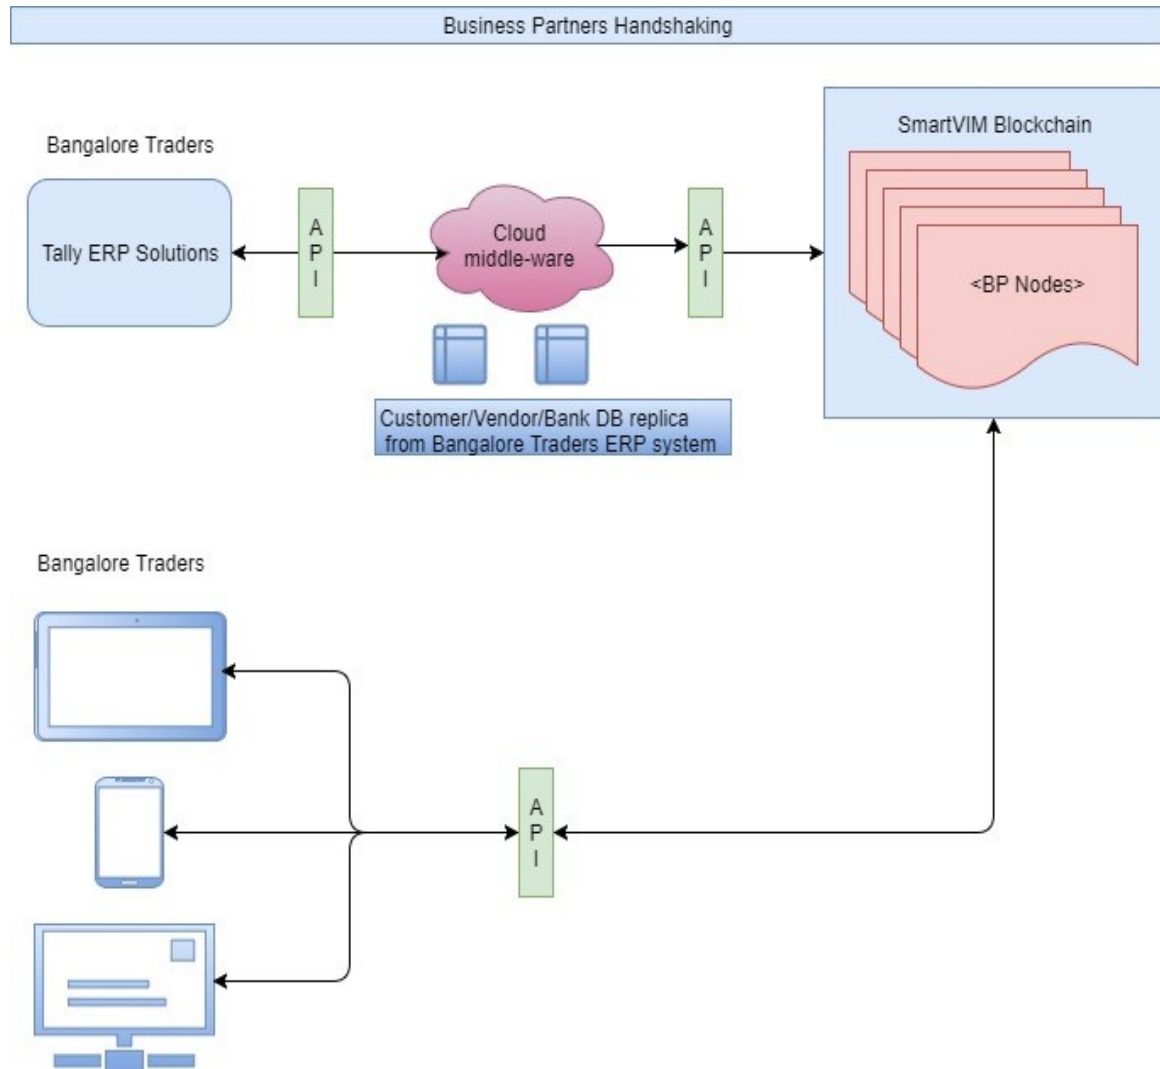 Business Partners Handshaking
Bangalore Traders
Tally ERP Solutions
A
P
I
Cloud
middle-ware
A
P
I
SmartVIM Blockchain
<BP Nodes>
Customer/Vendor/Bank DB replica
from Bangalore Traders ERP system
Bangalore Traders
A
P
I